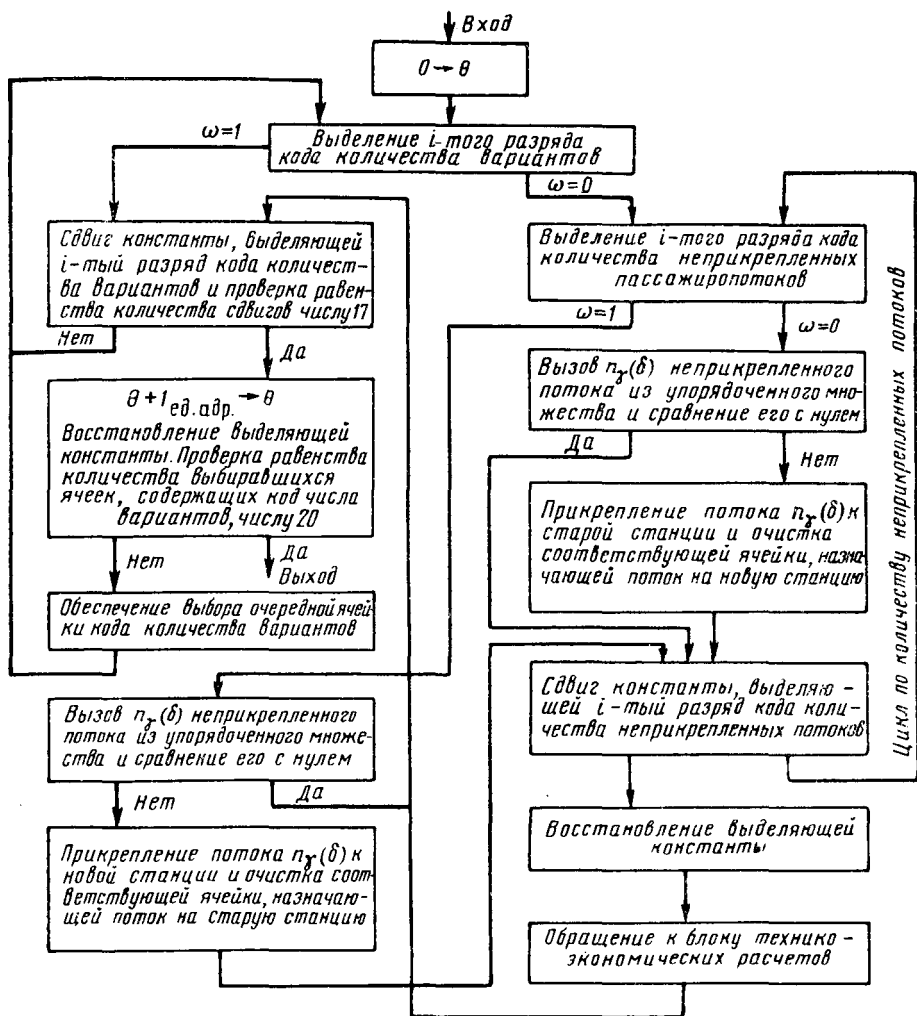 Вход
0 → θ
Выделение i-того разряда
кода количества вариантов
ω=1
ω=0
Сдвиг константы, выделяющей
i-тый разряд кода количест-
ва вариантов и проверка равен-
ства количества сдвигов числу 17
Нет
Да
θ + 1 ед.адр. → θ
Восстановление выделяющей
константы. Проверка равенства
количества выбиравшихся
ячеек, содержащих код числа
вариантов, числу 20
Нет
Да
Выход
Обеспечение выбора очередной ячей-
ки кода количества вариантов
Выделение i-того разряда кода
количества неприкрепленных
пассажиропотоков
ω=1
ω=0
Вызов n_γ(δ) неприкрепленного
потока из упорядоченного мно-
жества и сравнение его с нулем
Да
Нет
Прикрепление потока n_γ(δ) к
старой станции и очистка
соответствующей ячейки, назна-
чающей поток на новую станцию
Вызов n_γ(δ) неприкрепленного
потока из упорядоченного множе-
ства и сравнение его с нулем
Нет
Да
Прикрепление потока n_γ(δ) к
новой станции и очистка соот-
ветствующей ячейки, назначаю-
щей поток на старую станцию
Сдвиг константы, выделяю-
щей i-тый разряд кода коли-
чества неприкрепленных потоков
Восстановление выделяющей
константы
Обращение к блоку технико-
экономических расчетов
Цикл по количеству неприкрепленных потоков